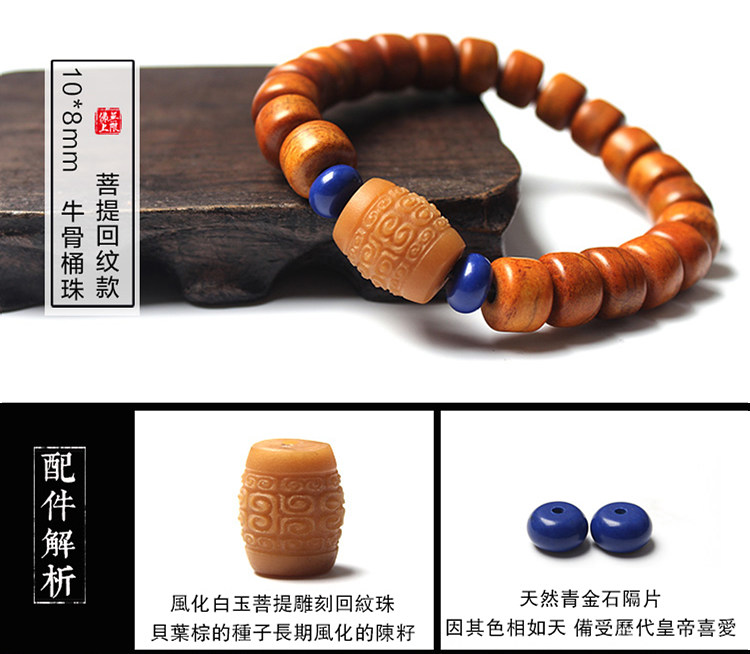 10*8mm 牛骨桶珠
菩提回纹款
配件解析
風化白玉菩提雕刻回紋珠
貝葉棕的種子長期風化的陳籽
天然青金石隔片
因其色相如天 備受歷代皇帝喜愛